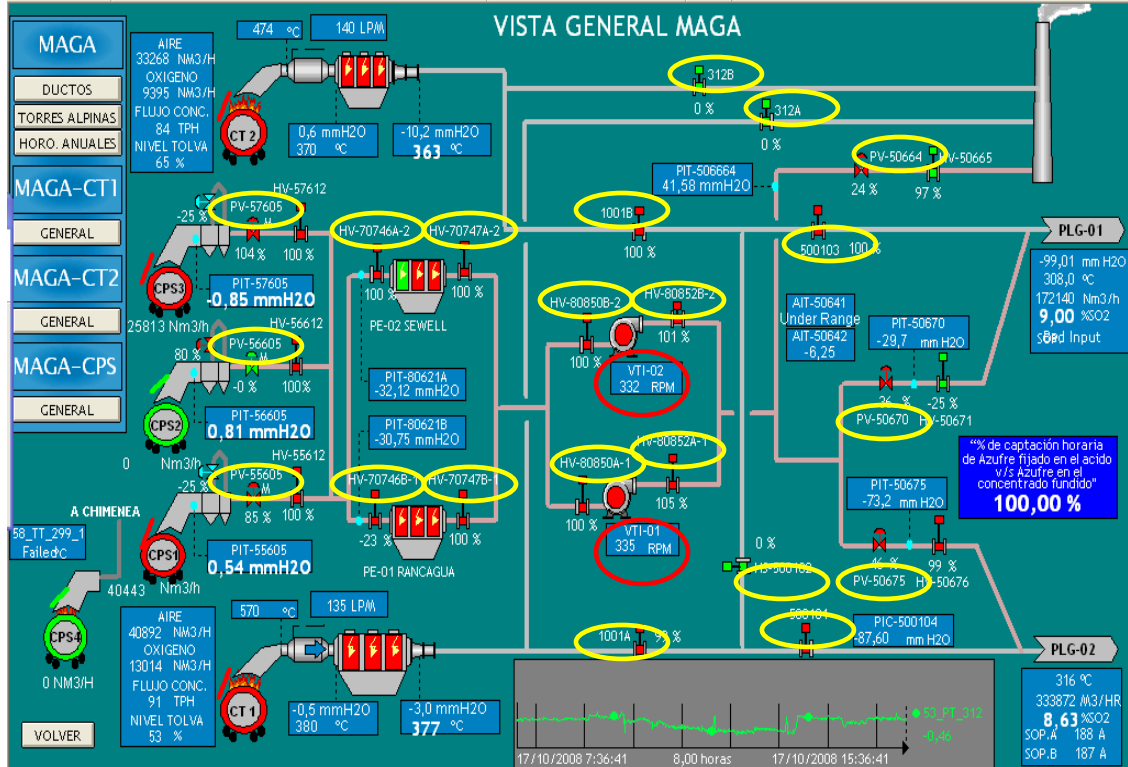 VISTA GENERAL MAGA
MAGA
DUCTOS
TORRES ALPINAS
HORO. ANUALES
MAGA-CT1
GENERAL
MAGA-CT2
GENERAL
MAGA-CPS
GENERAL
VOLVER
AIRE
33268 NM3/H
OXIGENO
9395 NM3/H
FLUJO CONC.
84 TPH
NIVEL TOLVA
65 %
474 ºC
140 LPM
CT 2
0,6 mmH2O
370 ºC
-10,2 mmH2O
363 ºC
312B
0 %
312A
0 %
PIT-506664
41,58 mmH2O
PV-50664
HV-50665
24 %
97 %
HV-57612
-25 %
PV-57605
M
104 %
100 %
CPS3
PIT-57605
-0,85 mmH2O
25813 Nm3/h
HV-70746A-2
HV-70747A-2
100 %
100 %
PE-02 SEWELL
1001B
100 %
500103
100 %
PLG-01
-99,01 mm H2O
308,0 ºC
172140 Nm3/h
9,00 %SO2
Input
HV-80850B-2
HV-80852B-2
100 %
101 %
VTI-02
332 RPM
AIT-50641
Under Range
AIT-50642
-6,25
PIT-50670
-29,7 mm H2O
-25 %
PV-50670
HV-50671
HV-56612
80 %
PV-56605
M
-0 %
100%
CPS2
PIT-56605
0,81 mmH2O
0 Nm3/h
PIT-80621A
-32,12 mmH2O
PIT-80621B
-30,75 mmH2O
HV-55612
-25 %
PV-55605
M
85 %
100 %
CPS1
PIT-55605
0,54 mmH2O
40443 Nm3/h
HV-70746B-1
HV-70747B-1
-23 %
100 %
PE-01 RANCAGUA
HV-80850A-1
HV-80852A-1
100 %
105 %
VTI-01
335 RPM
"% de captación horaria
de Azufre fijado en el acido
v/s Azufre en el
concentrado fundido"
100,00 %
PIT-50675
-73,2 mm H2O
99 %
PV-50675
HV-50676
0 %
HS-500102
500101
PIC-500104
-87,60 mm H2O
1001A
A CHIMENEA
58_TT_299_1
Failed ºC
CPS4
0 NM3/H
AIRE
40892 NM3/H
OXIGENO
13014 NM3/H
FLUJO CONC.
91 TPH
NIVEL TOLVA
53 %
570 ºC
135 LPM
CT 1
-0,5 mmH2O
380 ºC
-3,0 mmH2O
377 ºC
53_PT_312
-0,46
17/10/2008 7:36:41
8,00 horas
17/10/2008 15:36:41
PLG-02
316 ºC
333872 M3/HR
8,63 %SO2
SOP.A 188 A
SOP.B 187 A